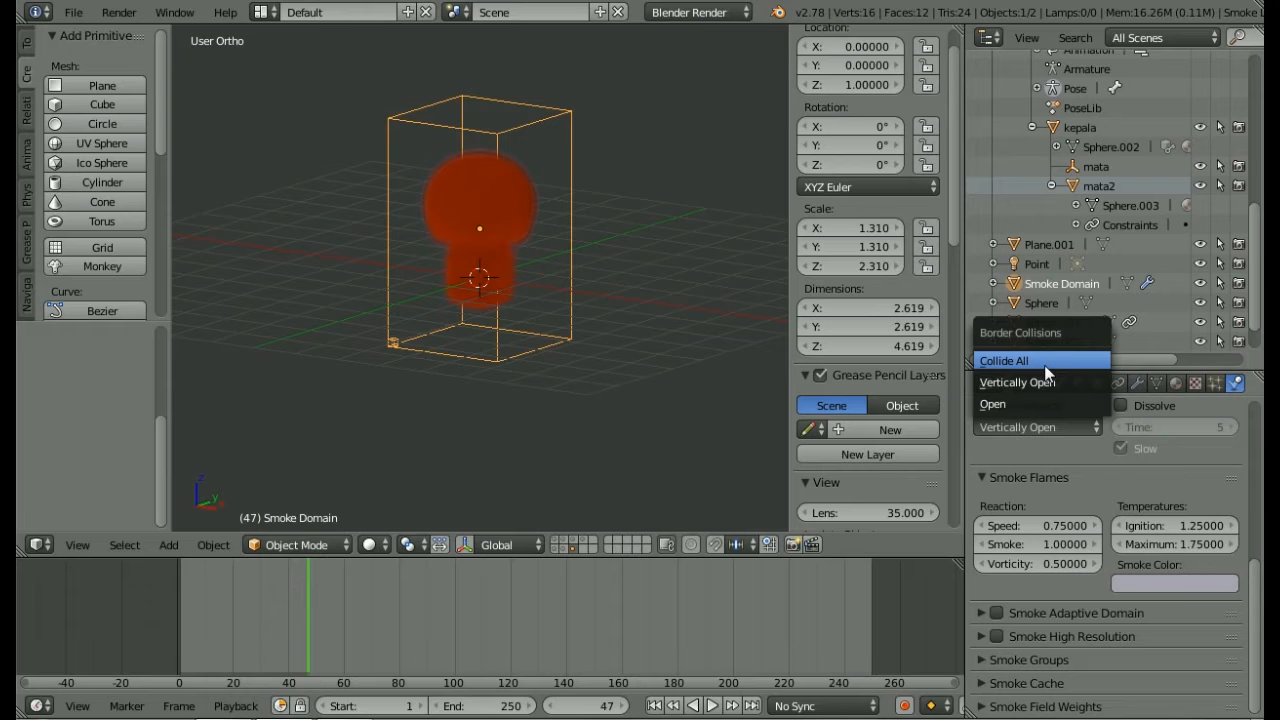 File Render Window Help Default Scene Blender Render v2.78 | Verts:16 | Faces:12 | Tris:24 | Objects:1/2 | Lamps:0/0 | Mem:16.26M (0.11M) | Smoke
To
Cre
Relati
Anima
Phys
Grease P
Naviga
Add Primitive
Mesh:
Plane
Cube
Circle
UV Sphere
Ico Sphere
Cylinder
Cone
Torus
Grid
Monkey
Curve:
Bezier
User Ortho
(47) Smoke Domain
Location:
X: 0.00000
Y: 0.00000
Z: 1.00000
Rotation:
X: 0°
Y: 0°
Z: 0°
XYZ Euler
Scale:
X: 1.310
Y: 1.310
Z: 2.310
Dimensions:
X: 2.619
Y: 2.619
Z: 4.619
Grease Pencil Layers
Scene Object
New
New Layer
View
Lens: 35.000
View Search All Scenes
Armature
Pose
PoseLib
kepala
Sphere.002
mata
mata2
Sphere.003
Constraints
Plane.001
Point
Smoke Domain
Sphere
Border Collisions
Collide All
Vertically Open
Open
Vertically Open
Dissolve
Time: 5
Slow
Smoke Flames
Reaction: Temperatures:
Speed: 0.75000 Ignition: 1.25000
Smoke: 1.00000 Maximum: 1.75000
Vorticity: 0.50000 Smoke Color:
Smoke Adaptive Domain
Smoke High Resolution
Smoke Groups
Smoke Cache
Smoke Field Weights
View Select Add Object Object Mode Global
-40 -20 0 20 40 60 80 100 120 140 160 180 200 220 240 260
View Marker Frame Playback Start: 1 End: 250 47 No Sync